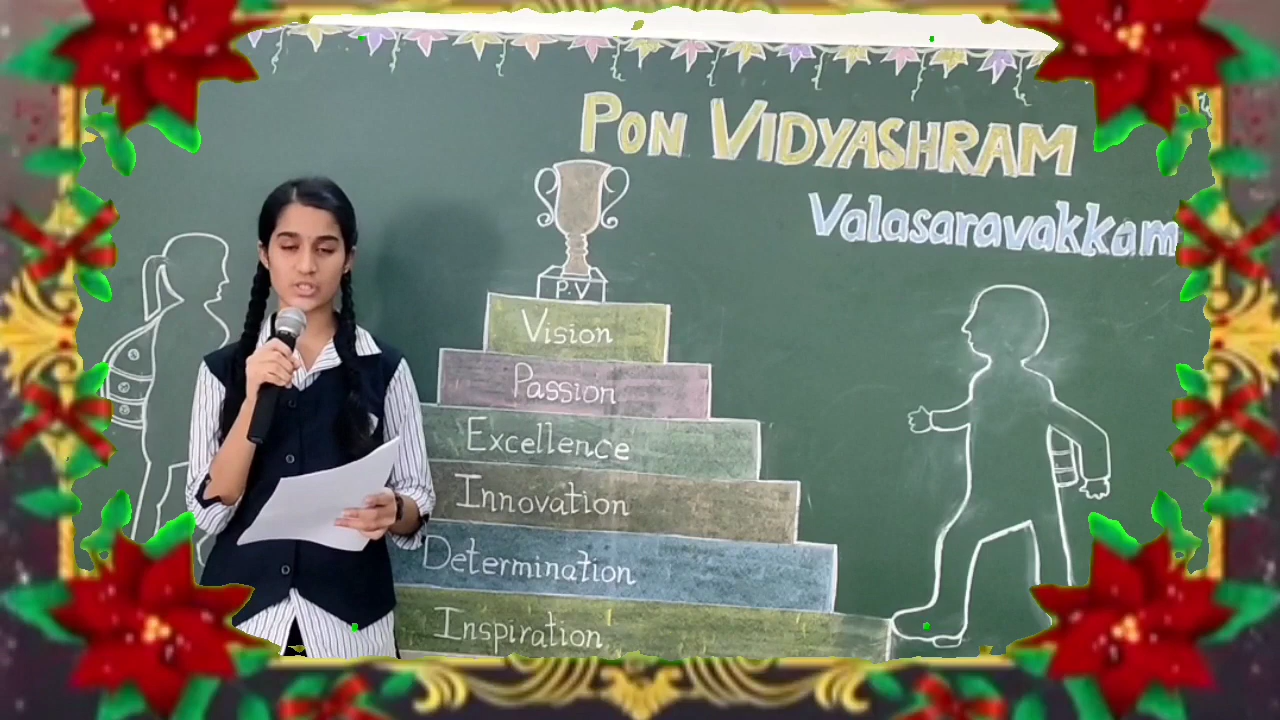 PON VIDYASHRAM
Valasaravakkam
P.V
Vision
Passion
Excellence
Innovation
Determination
Inspiration